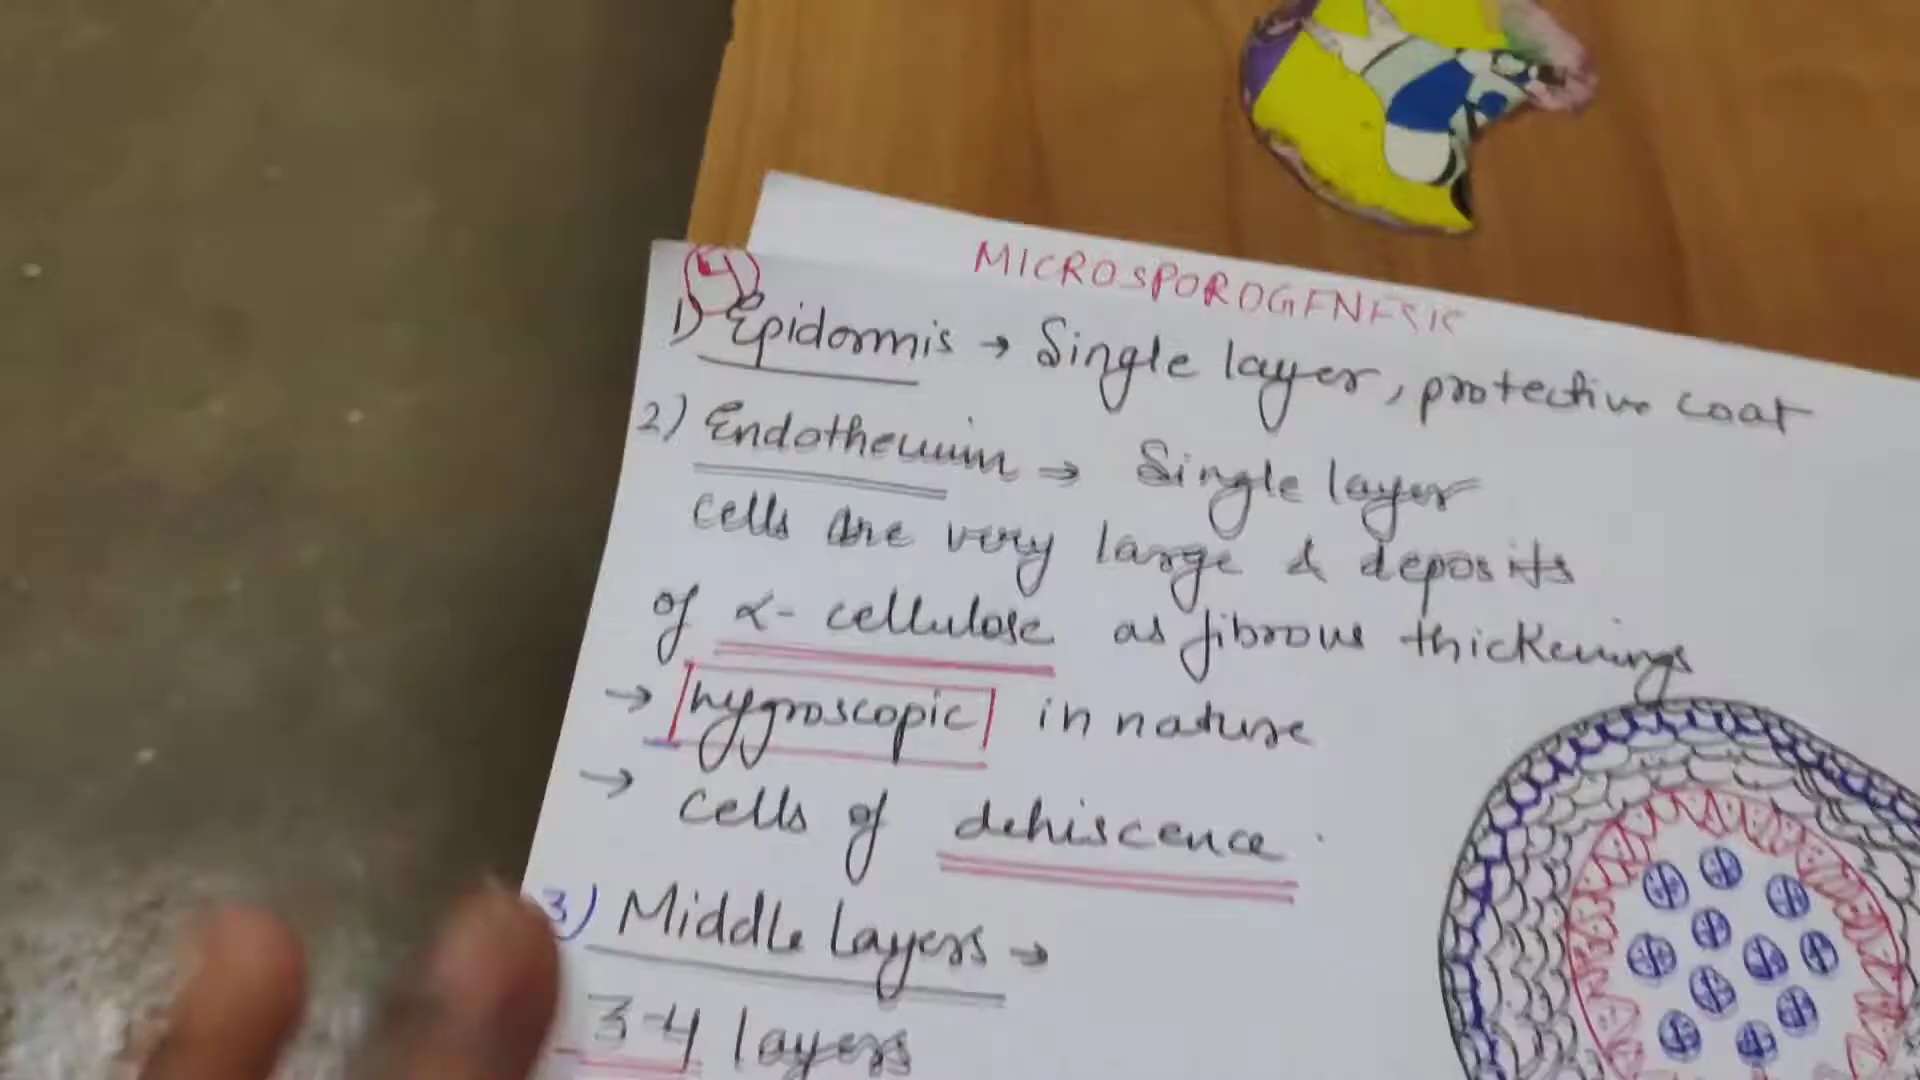 MICROSPOROGENESIS
4
1) Epidermis → Single layer, protective coat
2) Endothecium → Single layer
cells are very large & deposits
of α-cellulose as fibrous thickenings
→ hygroscopic in nature
→ cells of dehiscence.
3) Middle layers →
3-4 layers